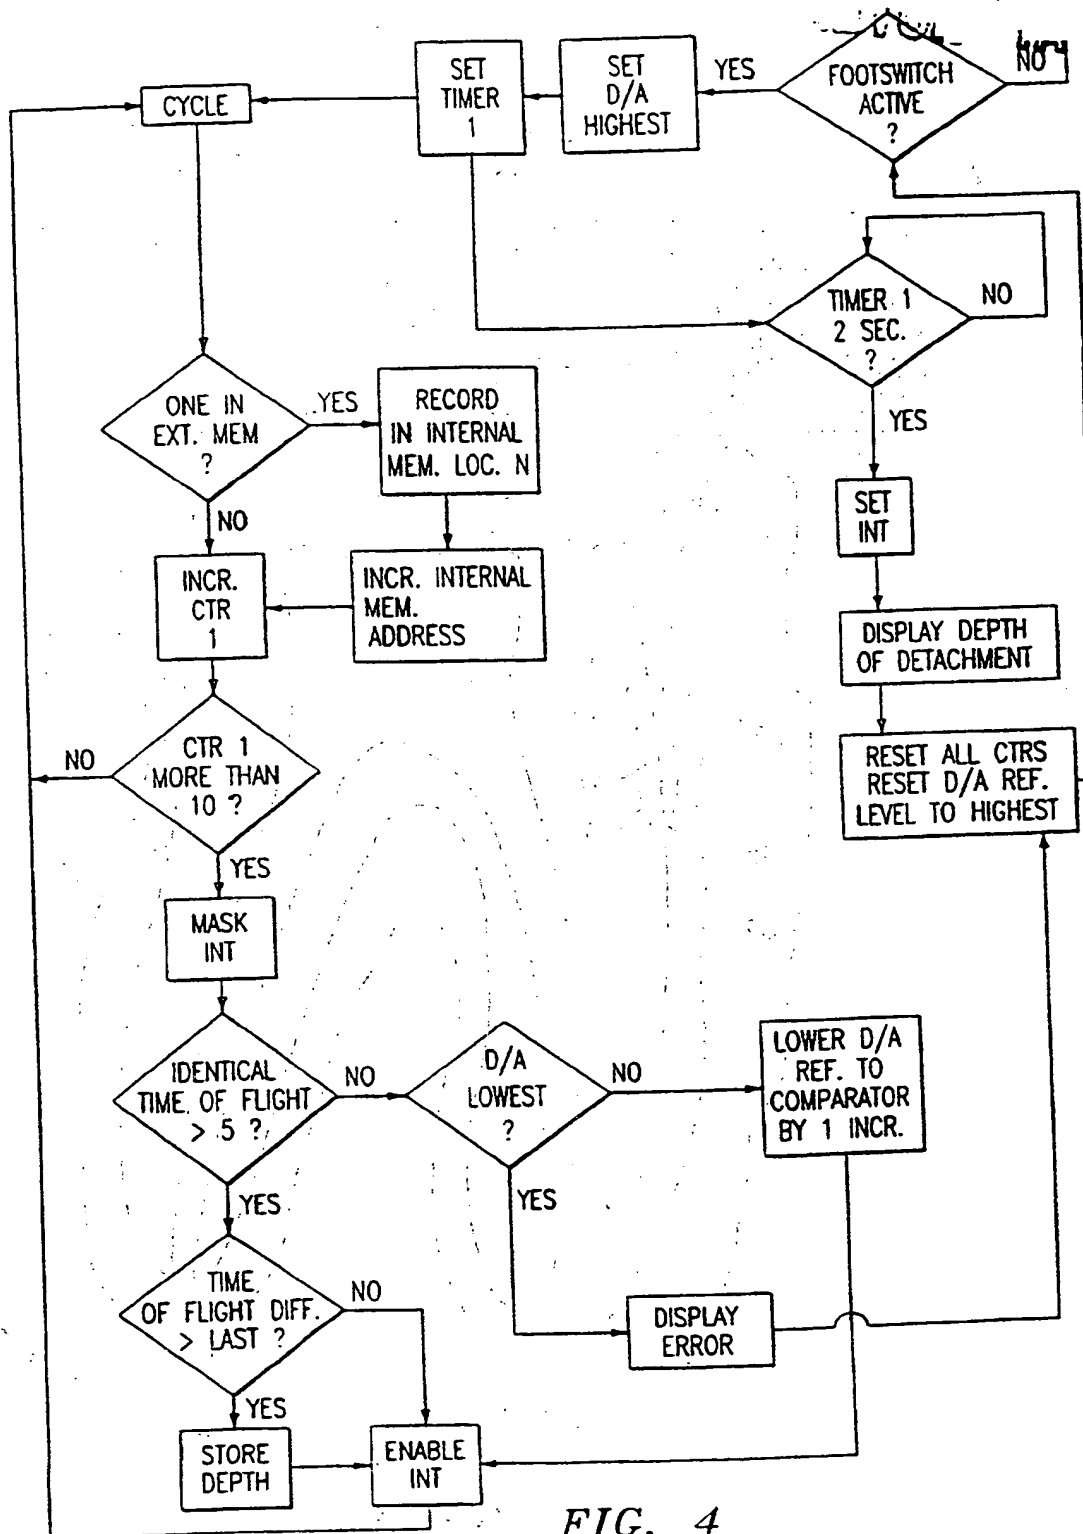 FOOTSWITCH
ACTIVE
?
NO
YES
SET
D/A
HIGHEST
SET
TIMER
1
CYCLE
TIMER 1
2 SEC.
?
NO
YES
ONE IN
EXT. MEM
?
YES
RECORD
IN INTERNAL
MEM. LOC. N
NO
INCR.
CTR
1
INCR. INTERNAL
MEM.
ADDRESS
SET
INT
DISPLAY DEPTH
OF DETACHMENT
RESET ALL CTRS
RESET D/A REF.
LEVEL TO HIGHEST
NO
CTR 1
MORE THAN
10 ?
YES
MASK
INT
IDENTICAL
TIME OF FLIGHT
> 5 ?
NO
D/A
LOWEST
?
NO
LOWER D/A
REF. TO
COMPARATOR
BY 1 INCR.
YES
YES
TIME
OF FLIGHT DIFF.
> LAST ?
NO
DISPLAY
ERROR
YES
STORE
DEPTH
ENABLE
INT
FIG. 4